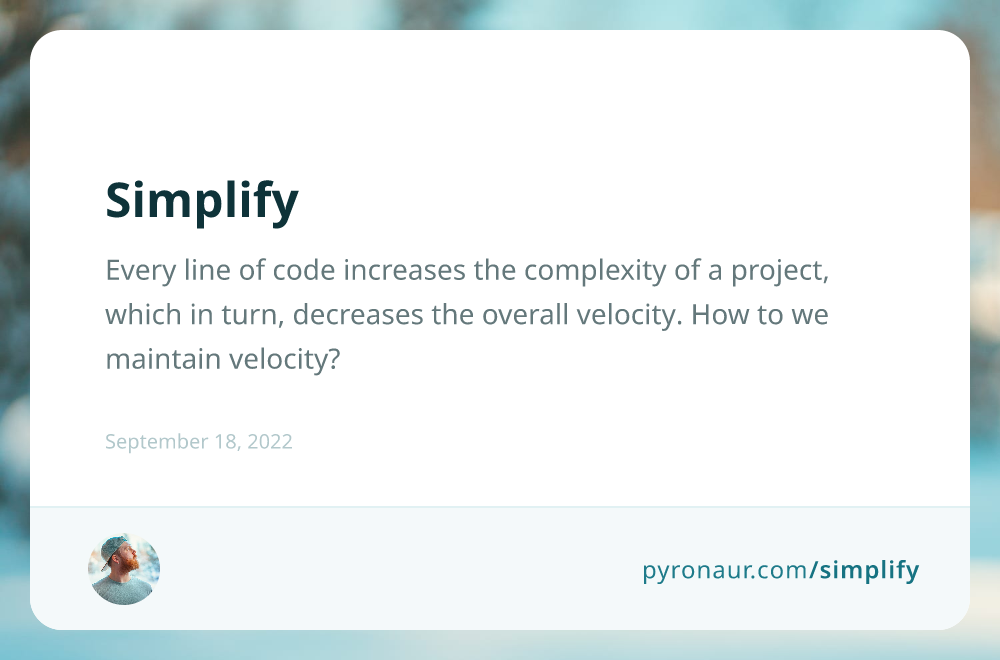 Simplify
Every line of code increases the complexity of a project,
which in turn, decreases the overall velocity. How to we
maintain velocity?
September 18, 2022
pyronaur.com/simplify